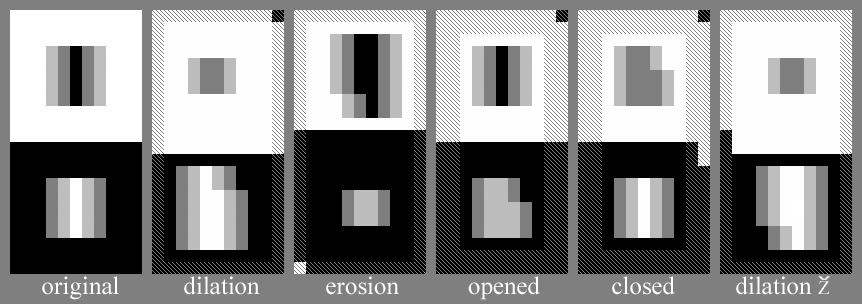 original dilation erosion opened closed dilation ž